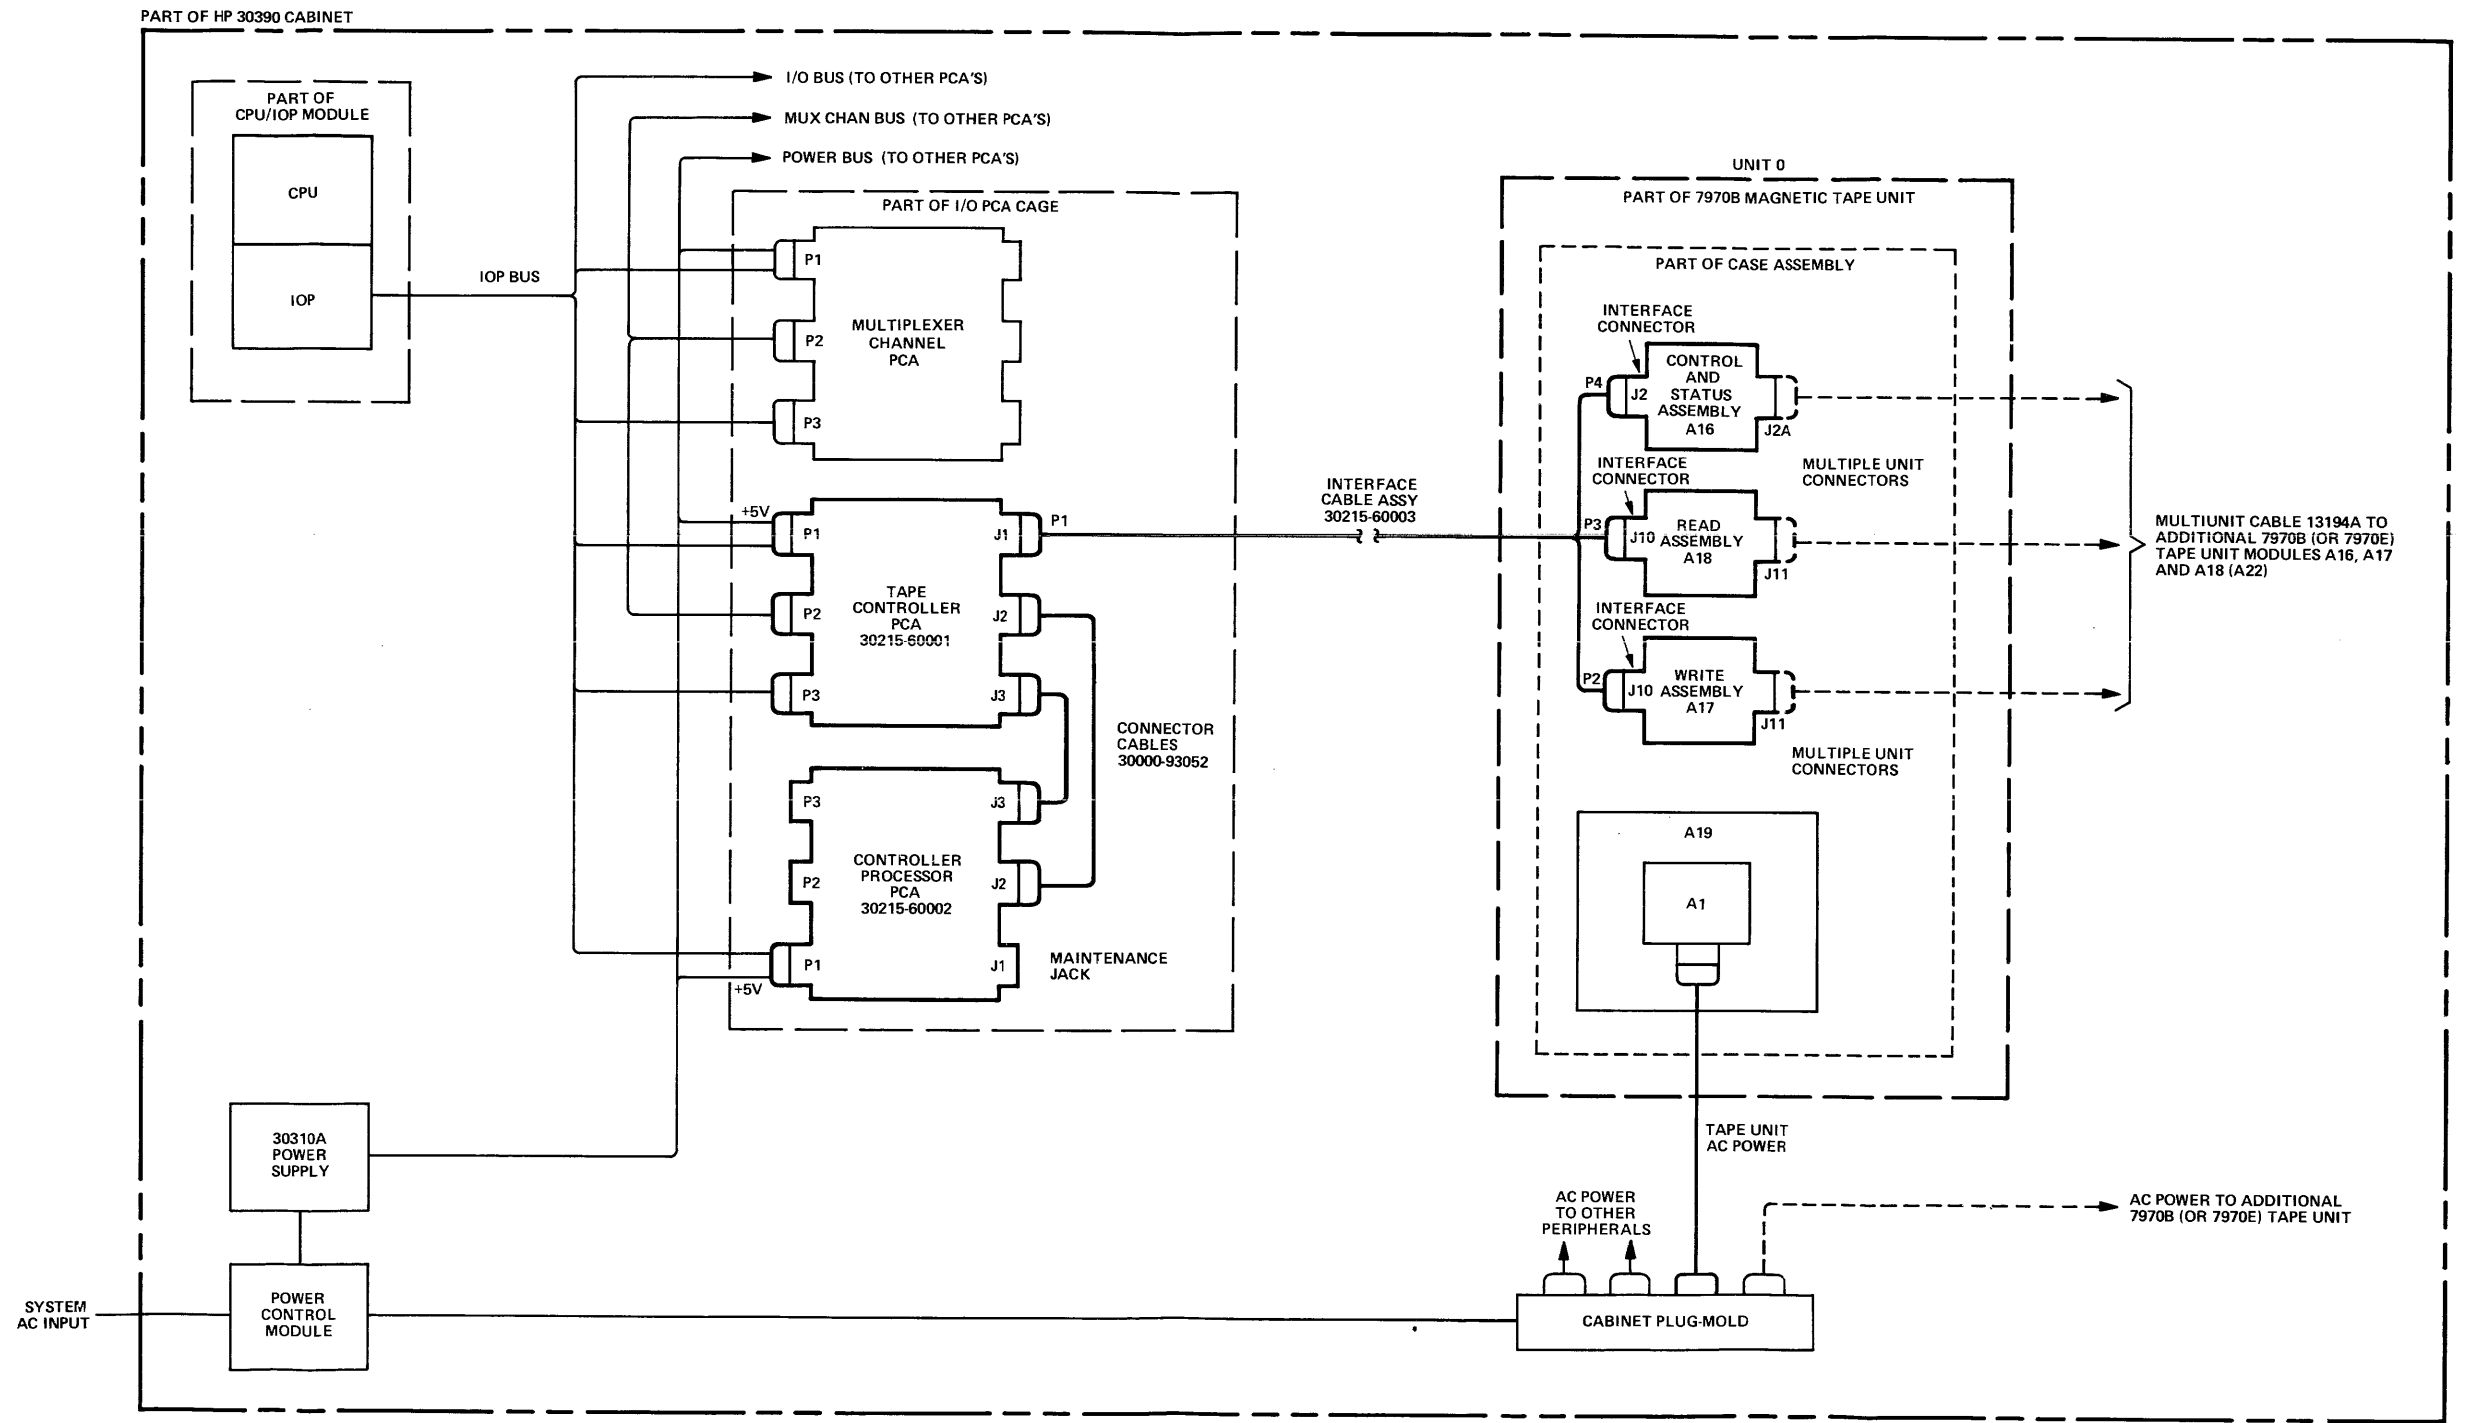 PART OF HP 30390 CABINET
I/O BUS (TO OTHER PCA'S)
MUX CHAN BUS (TO OTHER PCA'S)
POWER BUS (TO OTHER PCA'S)
PART OF
CPU/IOP MODULE
CPU
IOP
IOP BUS
PART OF I/O PCA CAGE
P1
P2
P3
MULTIPLEXER
CHANNEL
PCA
+5V
P1
P2
P3
TAPE
CONTROLLER
PCA
30215-60001
J1
J2
J3
P1
CONNECTOR
CABLES
30000-93052
P3
P2
P1
+5V
CONTROLLER
PROCESSOR
PCA
30215-60002
J3
J2
J1
MAINTENANCE
JACK
INTERFACE
CABLE ASSY
30215-60003
UNIT 0
PART OF 7970B MAGNETIC TAPE UNIT
PART OF CASE ASSEMBLY
INTERFACE
CONNECTOR
P4
J2
CONTROL
AND
STATUS
ASSEMBLY
A16
J2A
INTERFACE
CONNECTOR
MULTIPLE UNIT
CONNECTORS
P3
J10
READ
ASSEMBLY
A18
J11
INTERFACE
CONNECTOR
P2
J10
WRITE
ASSEMBLY
A17
J11
MULTIPLE UNIT
CONNECTORS
MULTIUNIT CABLE 13194A TO
ADDITIONAL 7970B (OR 7970E)
TAPE UNIT MODULES A16, A17
AND A18 (A22)
A19
A1
TAPE UNIT
AC POWER
30310A
POWER
SUPPLY
SYSTEM
AC INPUT
POWER
CONTROL
MODULE
AC POWER
TO OTHER
PERIPHERALS
AC POWER TO ADDITIONAL
7970B (OR 7970E) TAPE UNIT
CABINET PLUG-MOLD